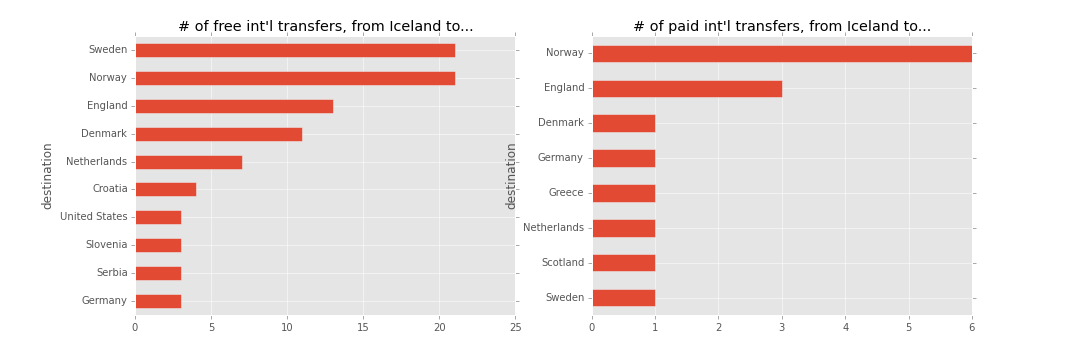 # of free int'l transfers, from Iceland to...
destination
Sweden
Norway
England
Denmark
Netherlands
Croatia
United States
Slovenia
Serbia
Germany
0 5 10 15 20 25
# of paid int'l transfers, from Iceland to...
destination
Norway
England
Denmark
Germany
Greece
Netherlands
Scotland
Sweden
0 1 2 3 4 5 6